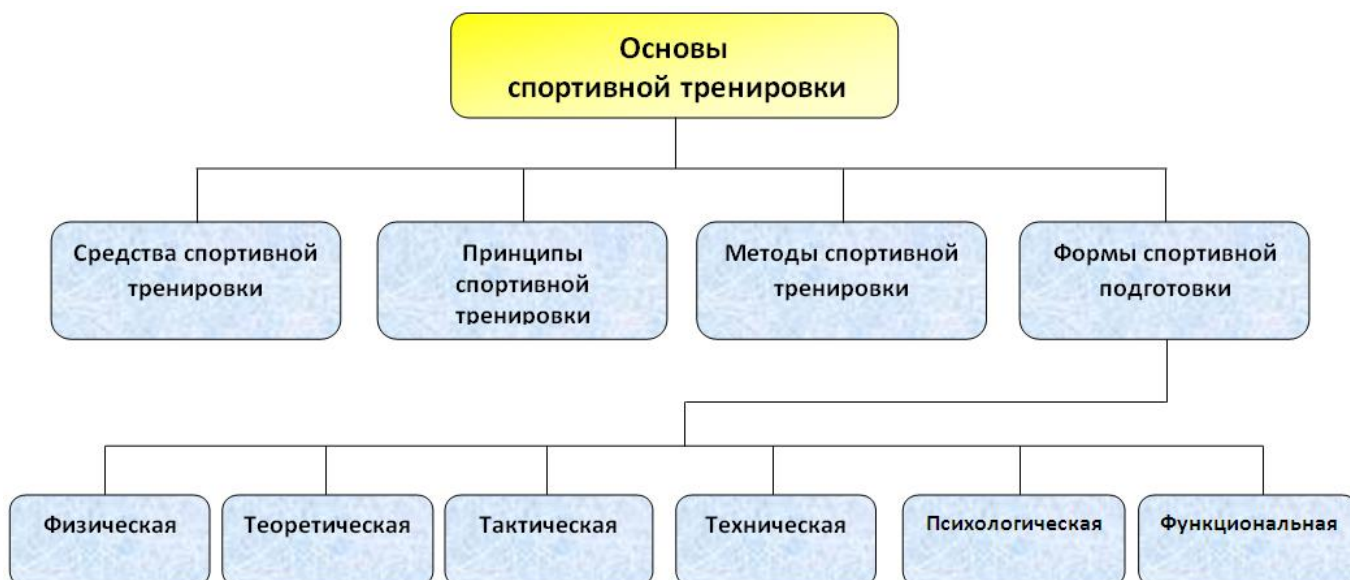 Основы
спортивной тренировки
Средства спортивной
тренировки
Принципы
спортивной
тренировки
Методы спортивной
тренировки
Формы спортивной
подготовки
Физическая
Теоретическая
Тактическая
Техническая
Психологическая
Функциональная